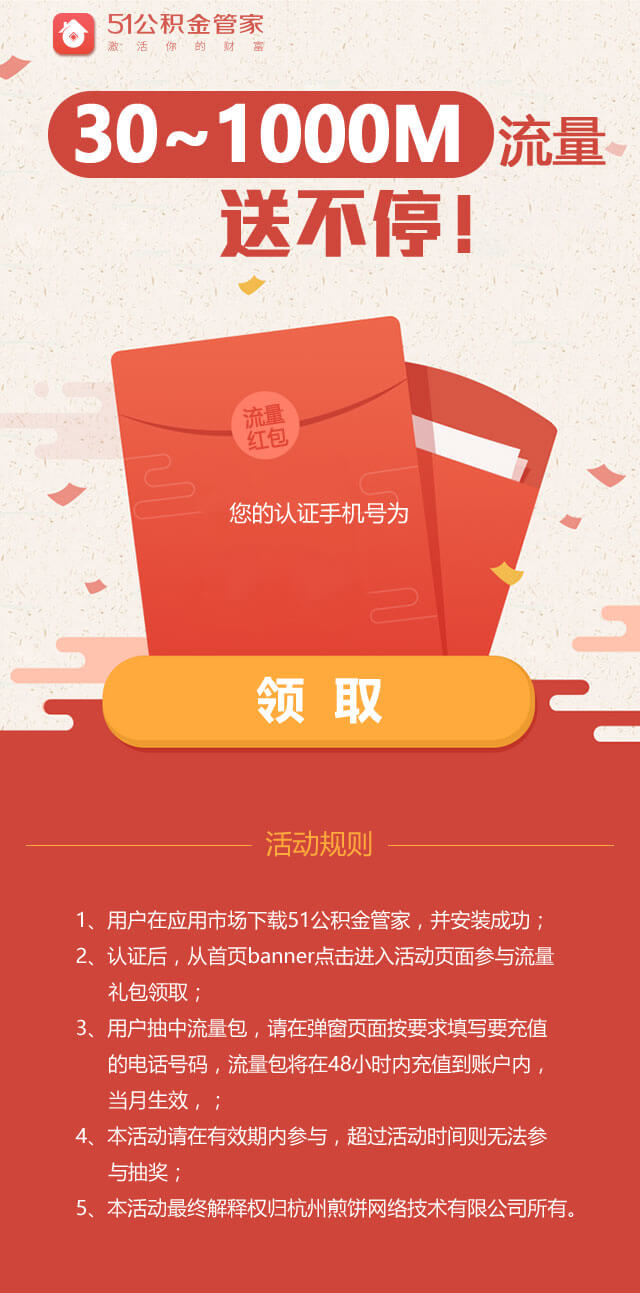 51公积金管家
激活你的财富
30~1000M 流量
送不停!
流量
红包
您的认证手机号为
领 取
活动规则
1、用户在应用市场下载51公积金管家，并安装成功；
2、认证后，从首页banner点击进入活动页面参与流量
礼包领取；
3、用户抽中流量包，请在弹窗页面按要求填写要充值
的电话号码，流量包将在48小时内充值到账户内，
当月生效，；
4、本活动请在有效期内参与，超过活动时间则无法参
与抽奖；
5、本活动最终解释权归杭州煎饼网络技术有限公司所有。